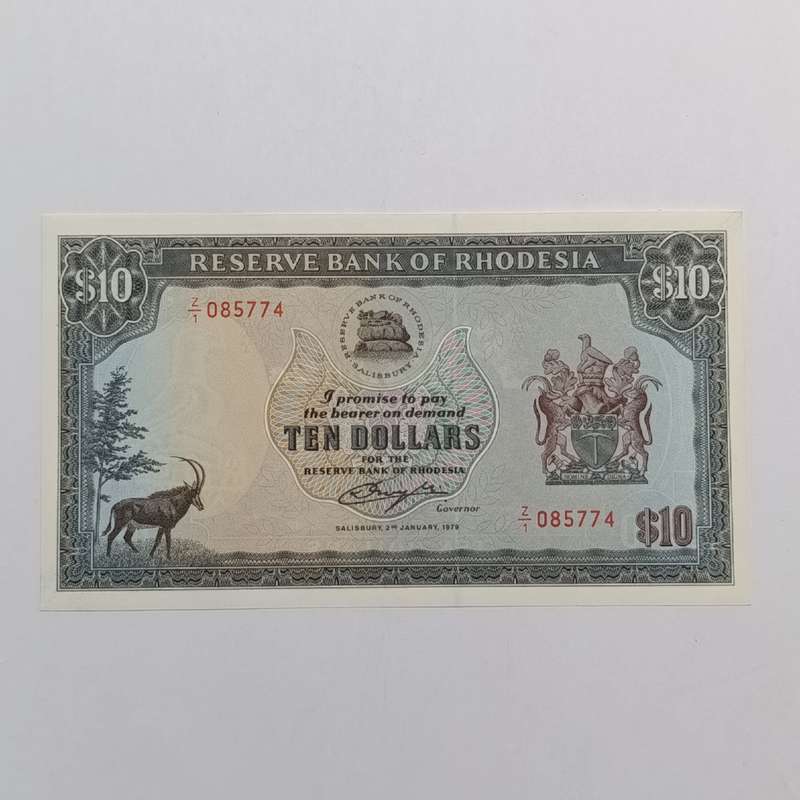 RESERVE BANK OF RHODESIA
$10
$10
Z/1 085774
RESERVE BANK OF RHODESIA
SALISBURY
I promise to pay
the bearer on demand
TEN DOLLARS
FOR THE
RESERVE BANK OF RHODESIA
Governor
SALISBURY, 2ND JANUARY, 1979
Z/1 085774
$10